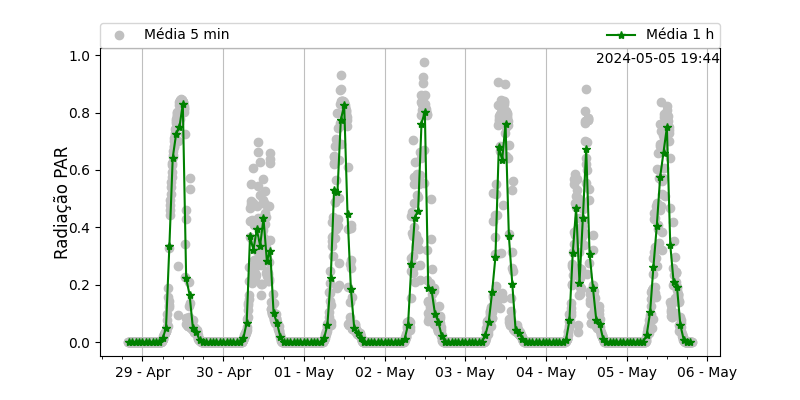 Média 5 min
Média 1 h
2024-05-05 19:44
Radiação PAR
1.0
0.8
0.6
0.4
0.2
0.0
29 - Apr
30 - Apr
01 - May
02 - May
03 - May
04 - May
05 - May
06 - May